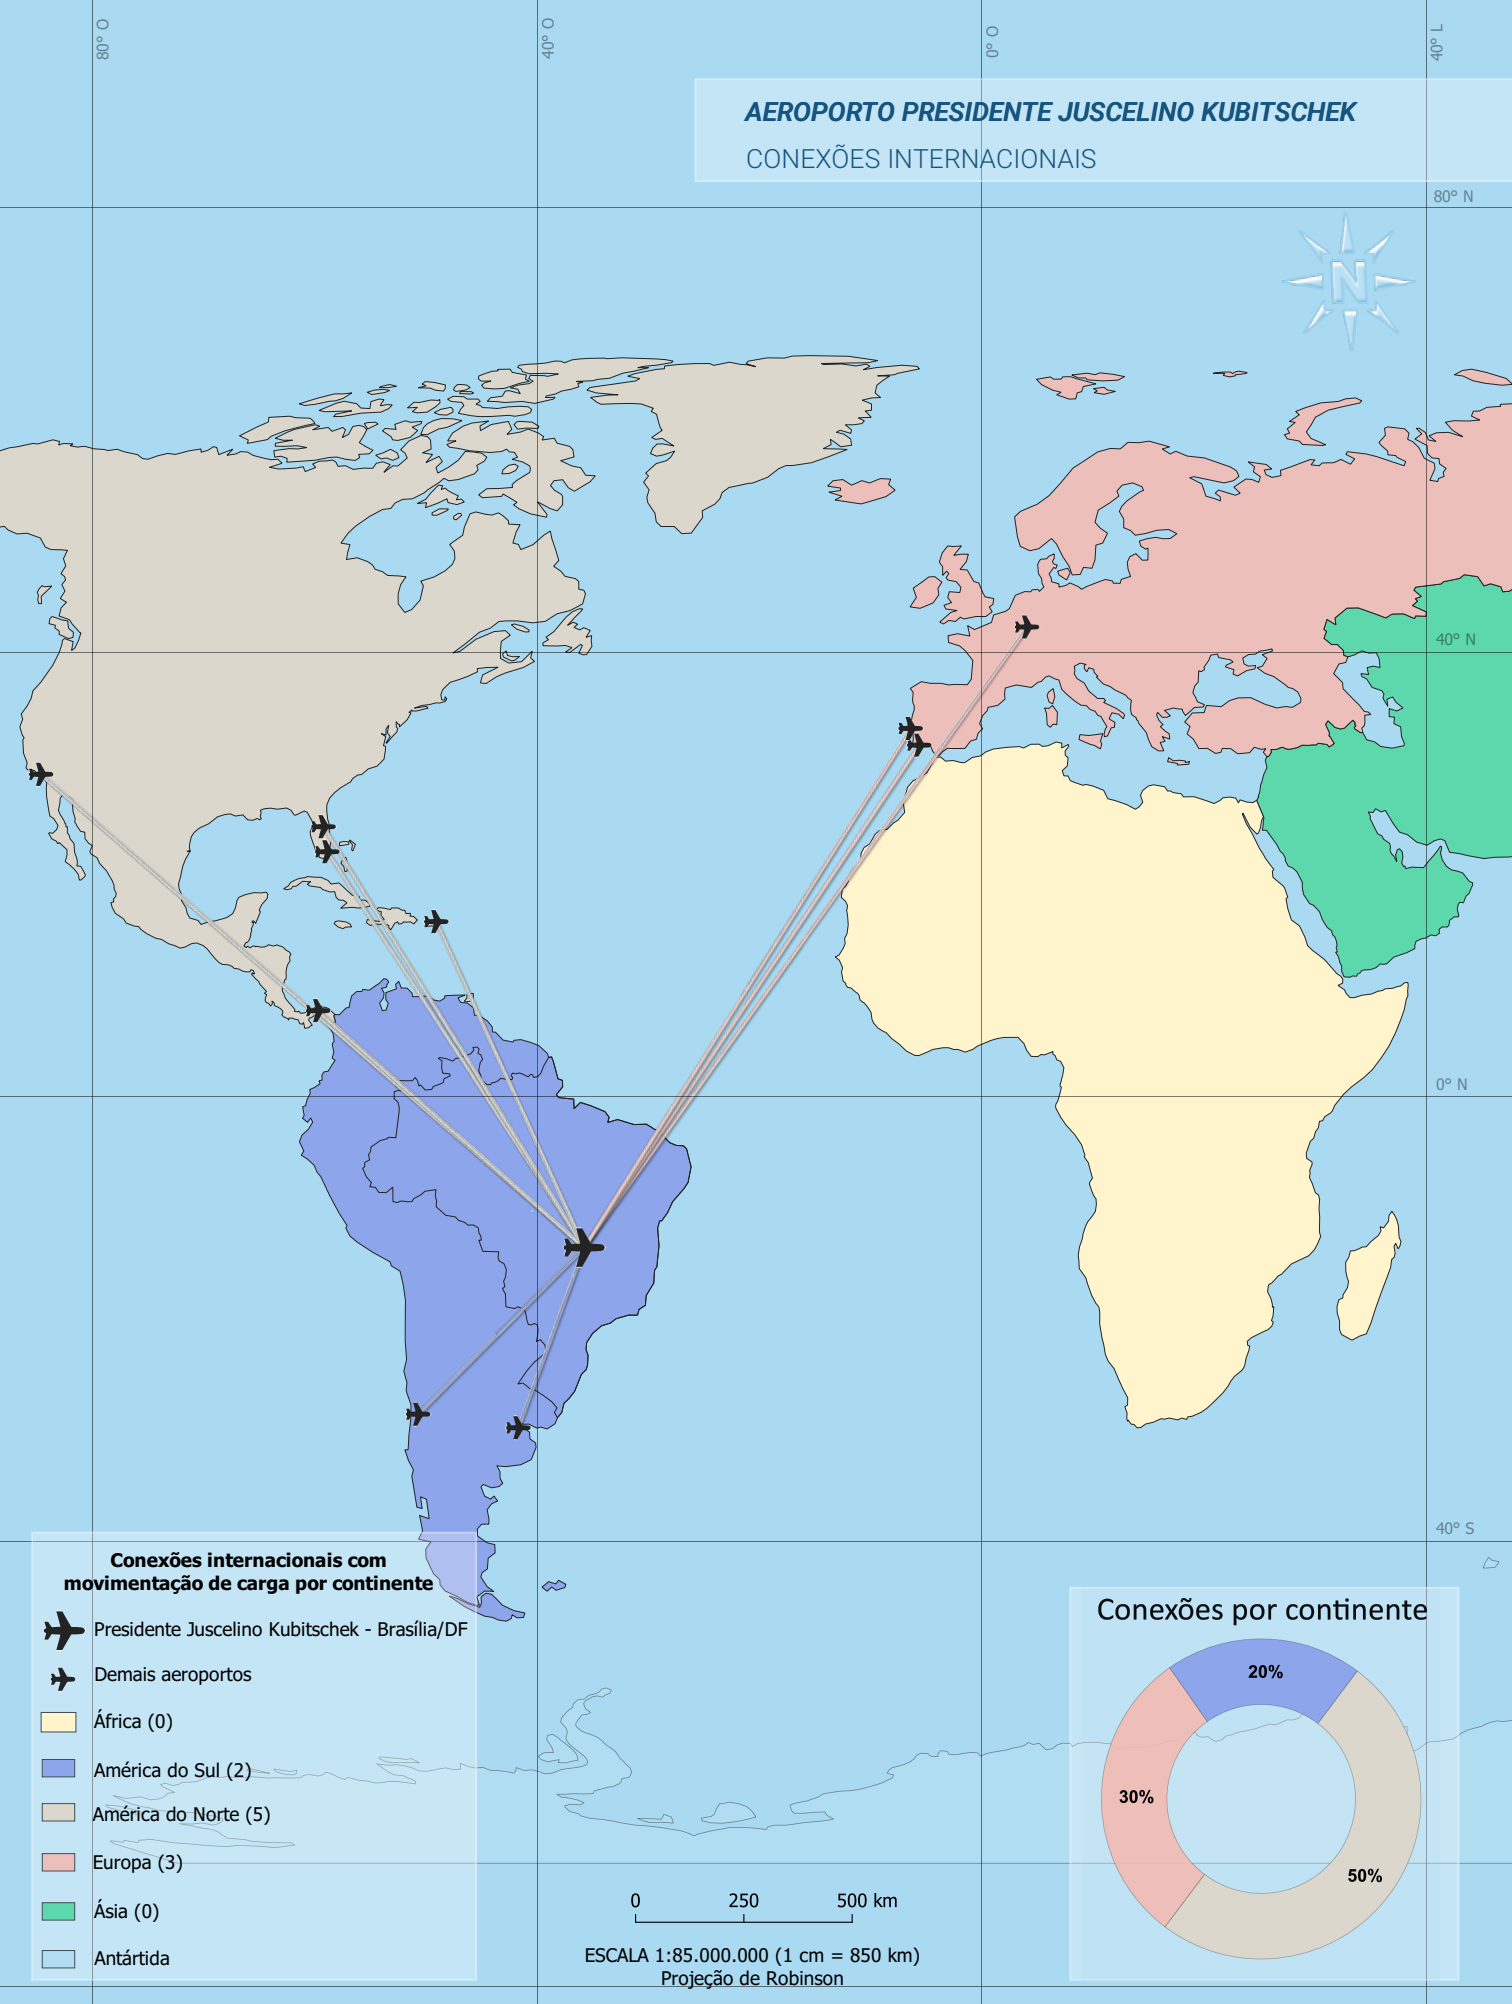 80° O
40° O
0° O
40° L
AEROPORTO PRESIDENTE JUSCELINO KUBITSCHEK
CONEXÕES INTERNACIONAIS
80° N
N
40° N
0° N
40° S
Conexões internacionais com
movimentação de carga por continente
Presidente Juscelino Kubitschek - Brasília/DF
Demais aeroportos
África (0)
América do Sul (2)
América do Norte (5)
Europa (3)
Ásia (0)
Antártida
0 250 500 km
ESCALA 1:85.000.000 (1 cm = 850 km)
Projeção de Robinson
Conexões por continente
20%
30%
50%